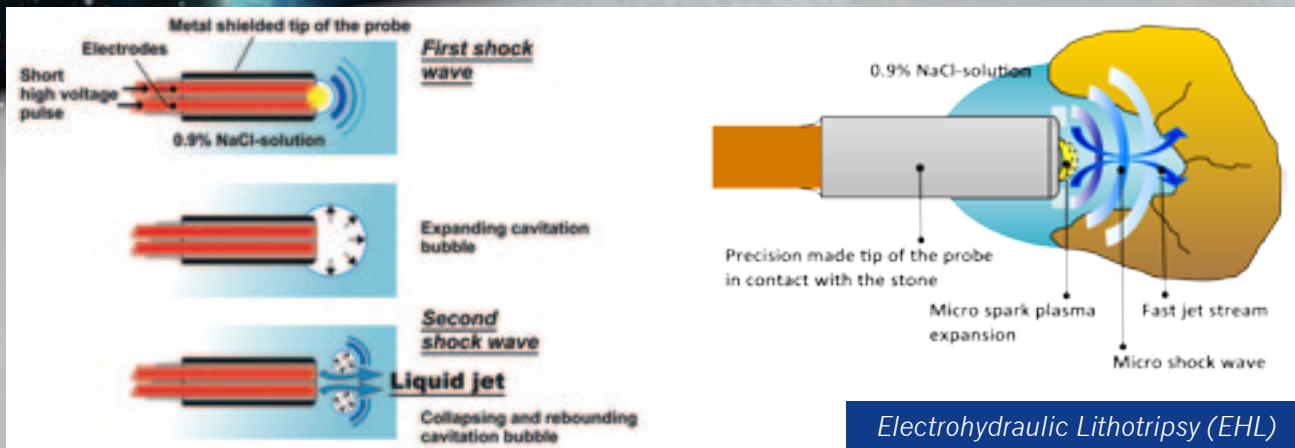 Metal shielded tip of the probe
Electrodes
Short
high voltage
pulse
0.9% NaCl-solution
First shock
wave
Expanding cavitation
bubble
Second
shock wave
Liquid jet
Collapsing and rebounding
cavitation bubble
0.9% NaCl-solution
Precision made tip of the probe
in contact with the stone
Micro spark plasma
expansion
Fast jet stream
Micro shock wave
Electrohydraulic Lithotripsy (EHL)